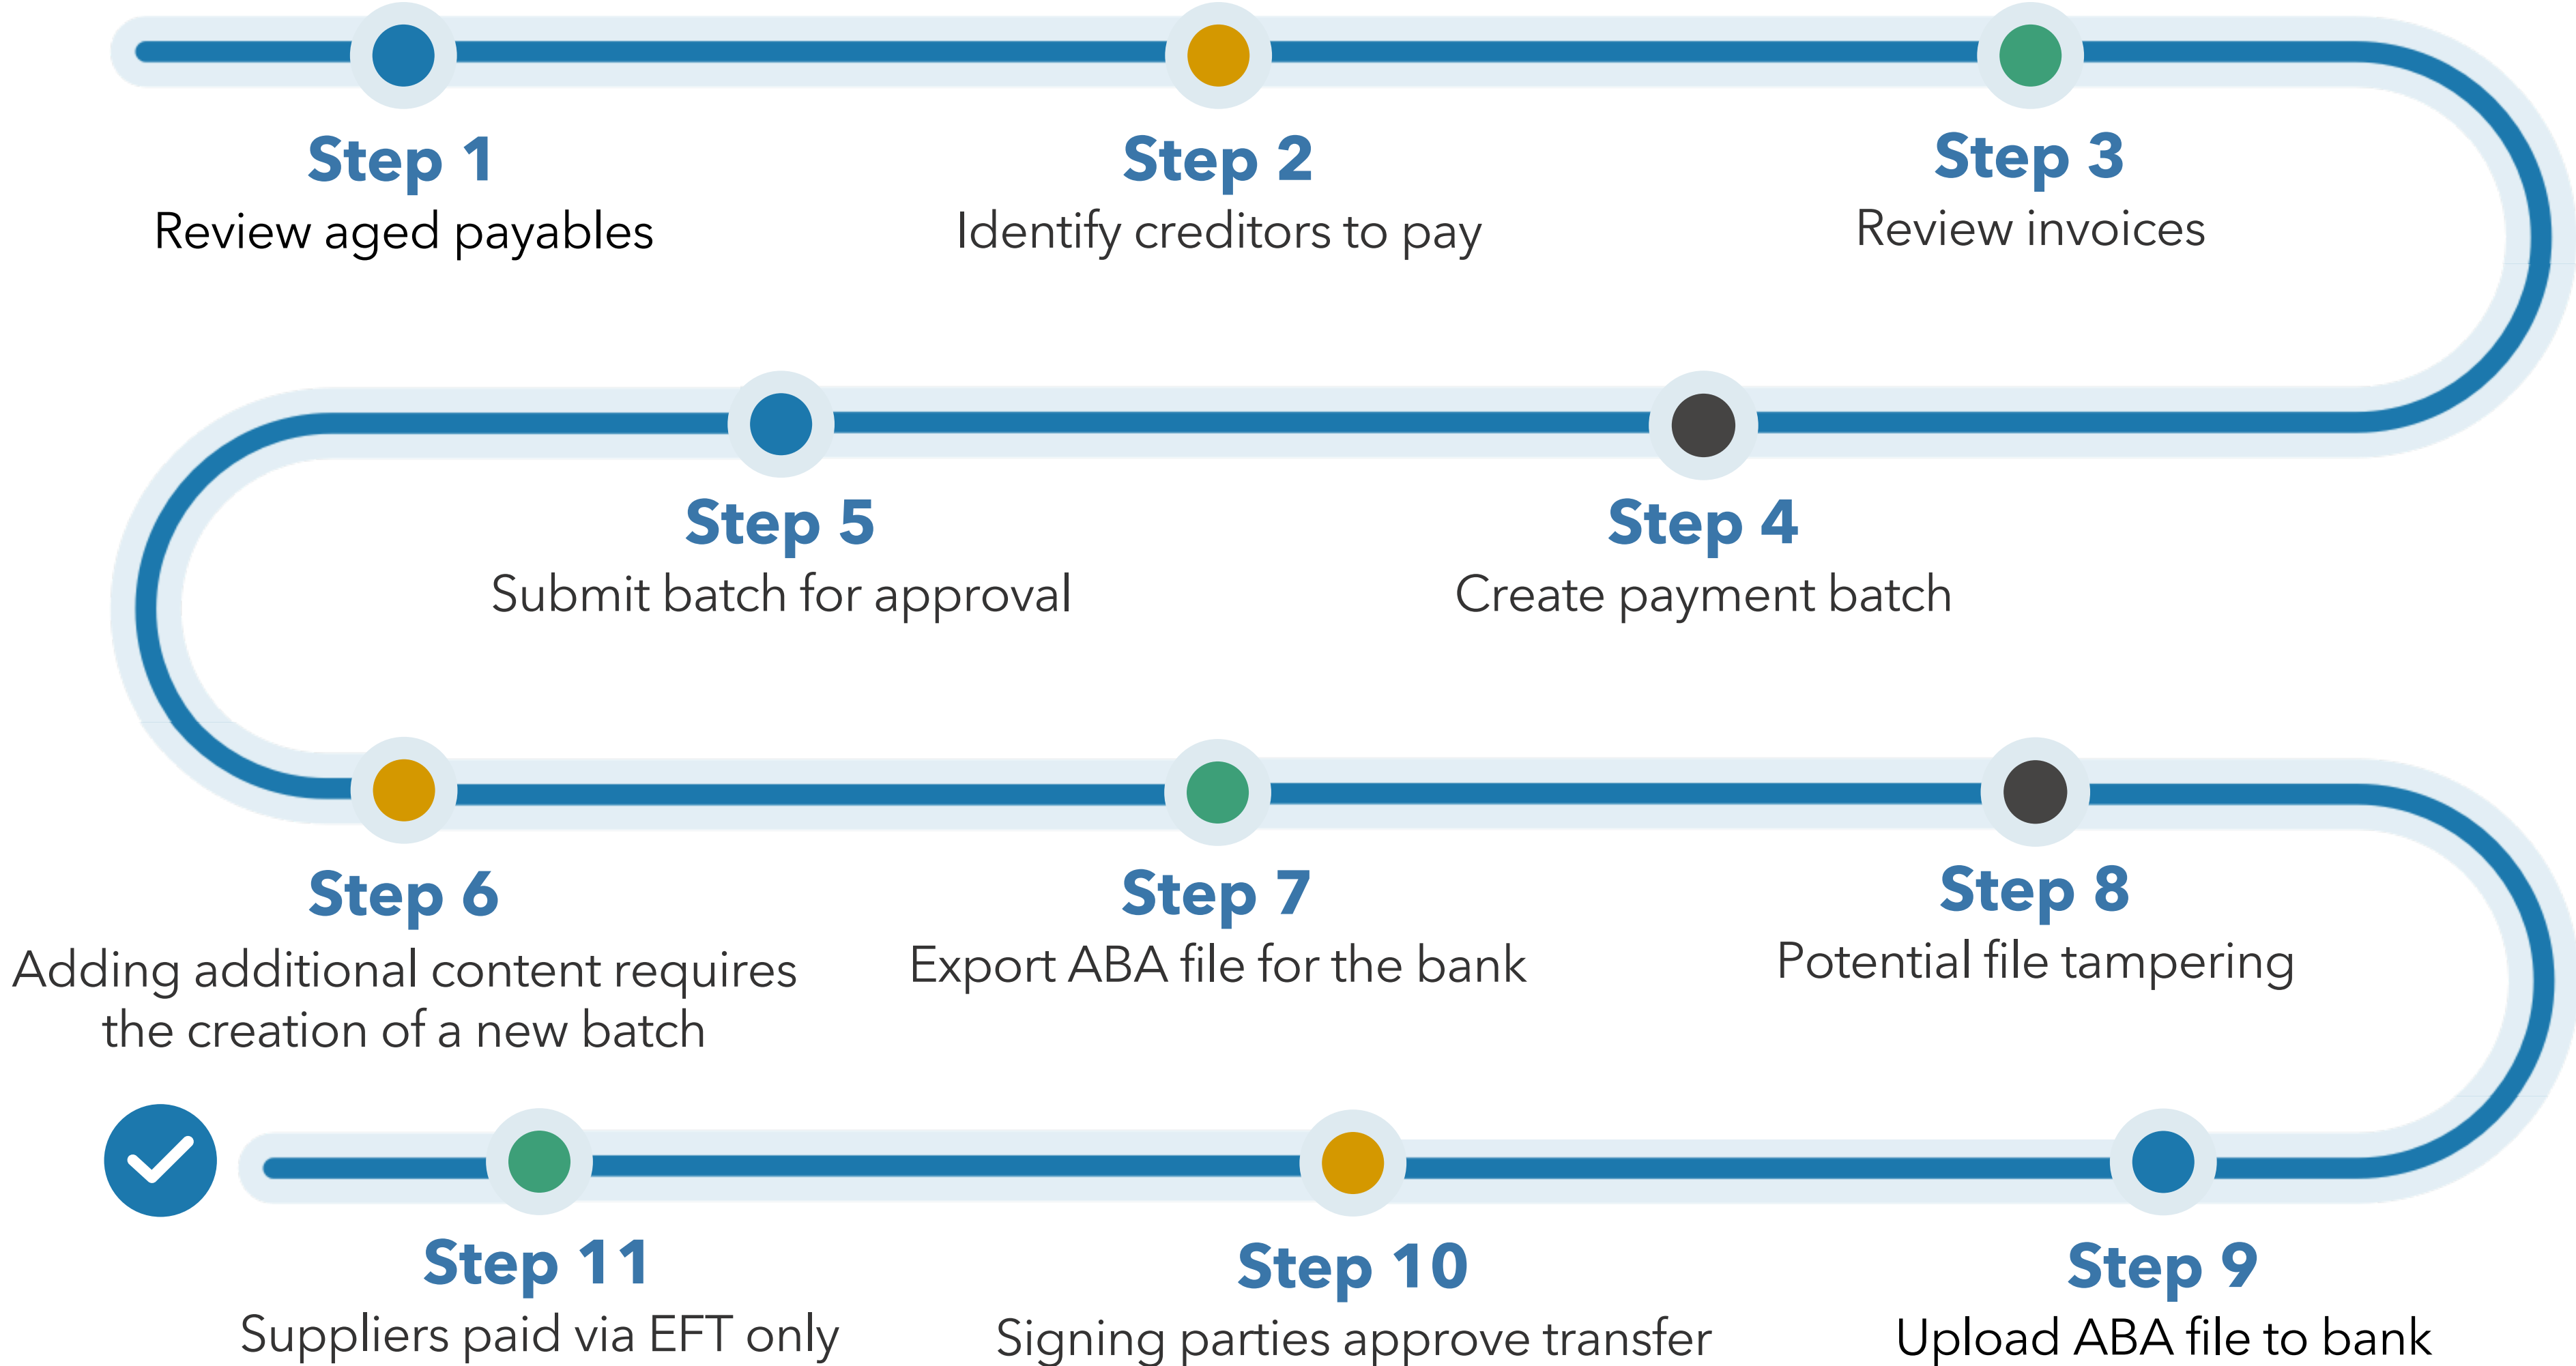 Step 1
Review aged payables
Step 2
Identify creditors to pay
Step 3
Review invoices
Step 4
Create payment batch
Step 5
Submit batch for approval
Step 6
Adding additional content requires
the creation of a new batch
Step 7
Export ABA file for the bank
Step 8
Potential file tampering
Step 9
Upload ABA file to bank
Step 10
Signing parties approve transfer
Step 11
Suppliers paid via EFT only